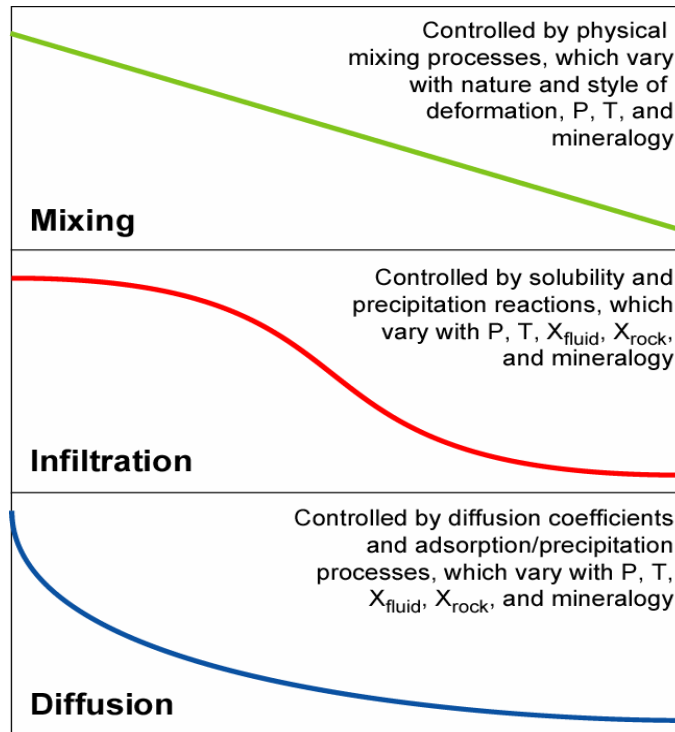 Controlled by physical
mixing processes, which vary
with nature and style of
deformation, P, T, and
mineralogy
Mixing
Controlled by solubility and
precipitation reactions, which
vary with P, T, Xfluid, Xrock,
and mineralogy
Infiltration
Controlled by diffusion coefficients
and adsorption/precipitation
processes, which vary with P, T,
Xfluid, Xrock, and mineralogy
Diffusion